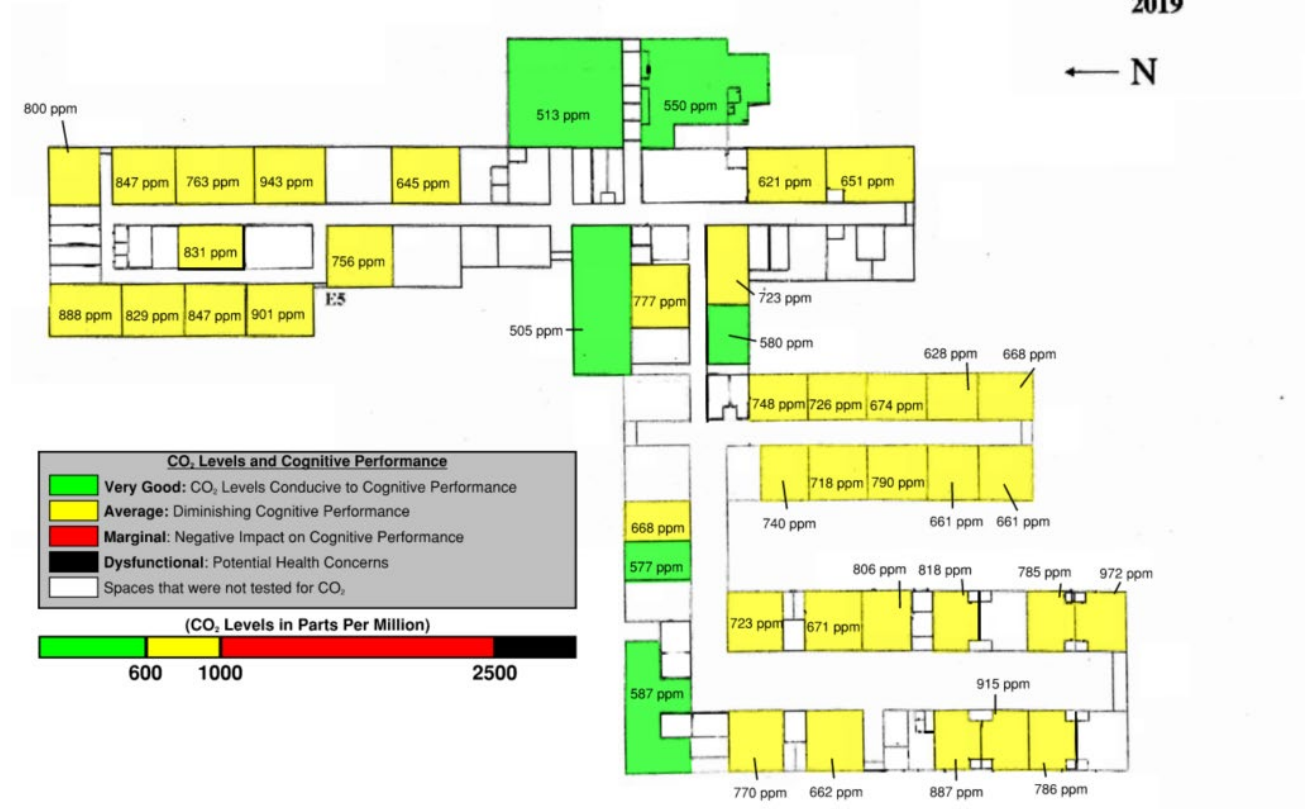 2019
N
800 ppm
513 ppm
550 ppm
847 ppm 763 ppm 943 ppm 645 ppm 621 ppm 651 ppm
831 ppm 756 ppm
E5
888 ppm 829 ppm 847 ppm 901 ppm
777 ppm
723 ppm
505 ppm
580 ppm
628 ppm 668 ppm
748 ppm 726 ppm 674 ppm
718 ppm 790 ppm
740 ppm 661 ppm 661 ppm
668 ppm
577 ppm
806 ppm 818 ppm 785 ppm 972 ppm
723 ppm 671 ppm
587 ppm
915 ppm
770 ppm 662 ppm 887 ppm 786 ppm
CO₂ Levels and Cognitive Performance
Very Good: CO₂ Levels Conducive to Cognitive Performance
Average: Diminishing Cognitive Performance
Marginal: Negative Impact on Cognitive Performance
Dysfunctional: Potential Health Concerns
Spaces that were not tested for CO₂
(CO₂ Levels in Parts Per Million)
600 1000 2500